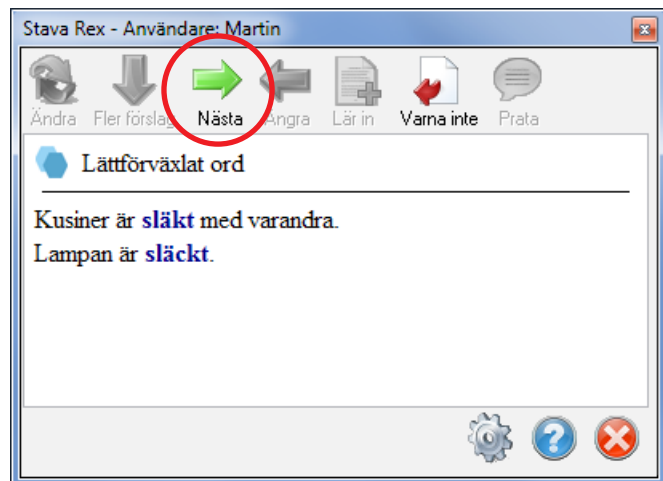 Stava Rex - Användare: Martin
Ändra Fler förslag Nästa Ångra Lär in Varna inte Prata
Lättförväxlat ord
Kusiner är släkt med varandra.
Lampan är släckt.